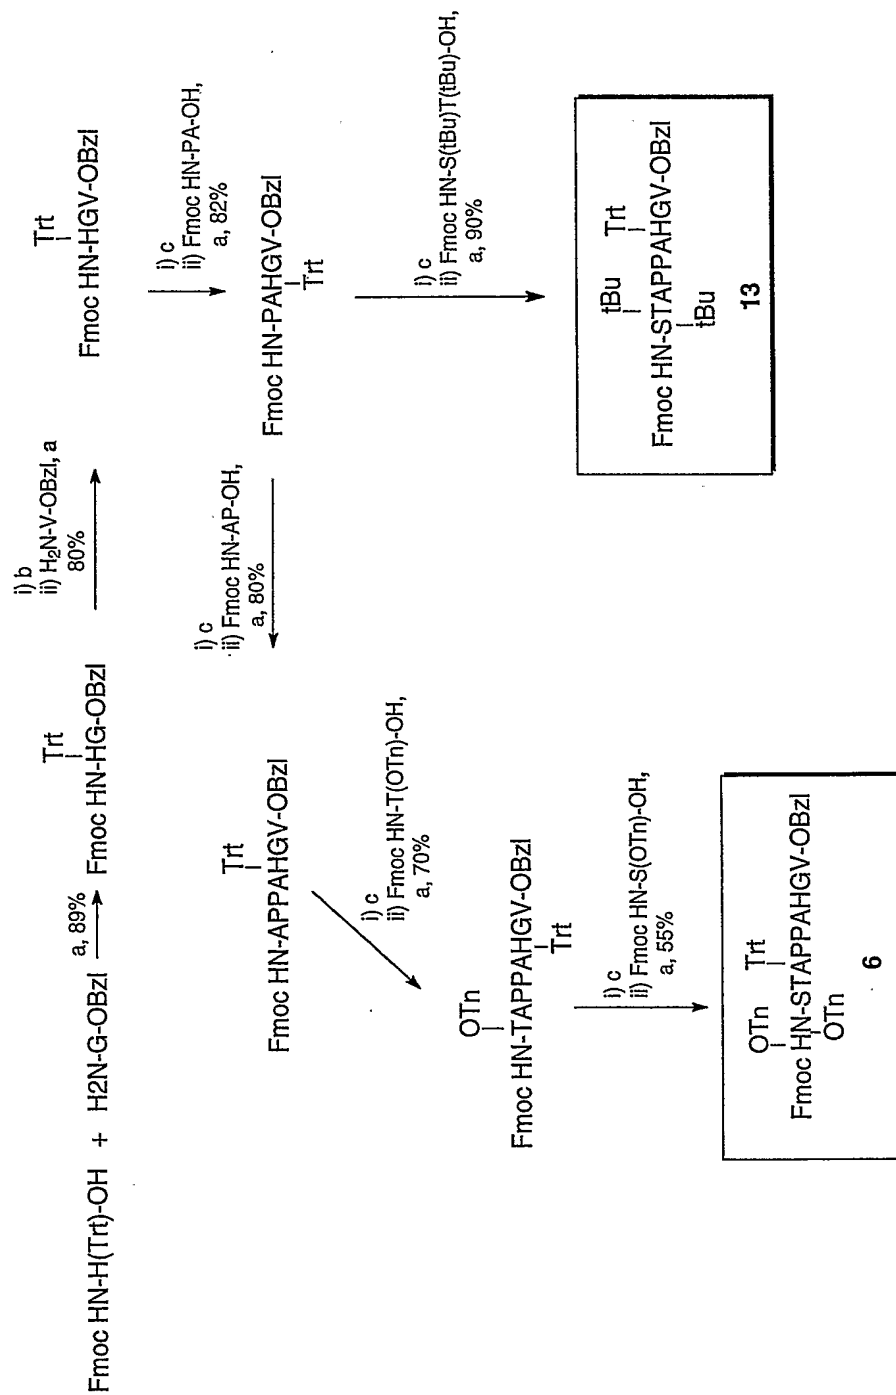 Fmoc HN-H(Trt)-OH + H2N-G-OBzl
a, 89%
Trt
Fmoc HN-HG-OBzl
i) b
ii) H₂N-V-OBzl, a
80%
Trt
Fmoc HN-HGV-OBzl
i) c
ii) Fmoc HN-PA-OH,
a, 82%
Fmoc HN-PAHGV-OBzl
Trt
i) c
ii) Fmoc HN-AP-OH,
a, 80%
i) c
ii) Fmoc HN-S(tBu)T(tBu)-OH,
a, 90%
Trt
Fmoc HN-APPAHGV-OBzl
i) c
ii) Fmoc HN-T(OTn)-OH,
a, 70%
OTn
Fmoc HN-TAPPAHGV-OBzl
Trt
i) c
ii) Fmoc HN-S(OTn)-OH,
a, 55%
OTn Trt
Fmoc HN-STAPPAHGV-OBzl
OTn
6
tBu Trt
Fmoc HN-STAPPAHGV-OBzl
tBu
13